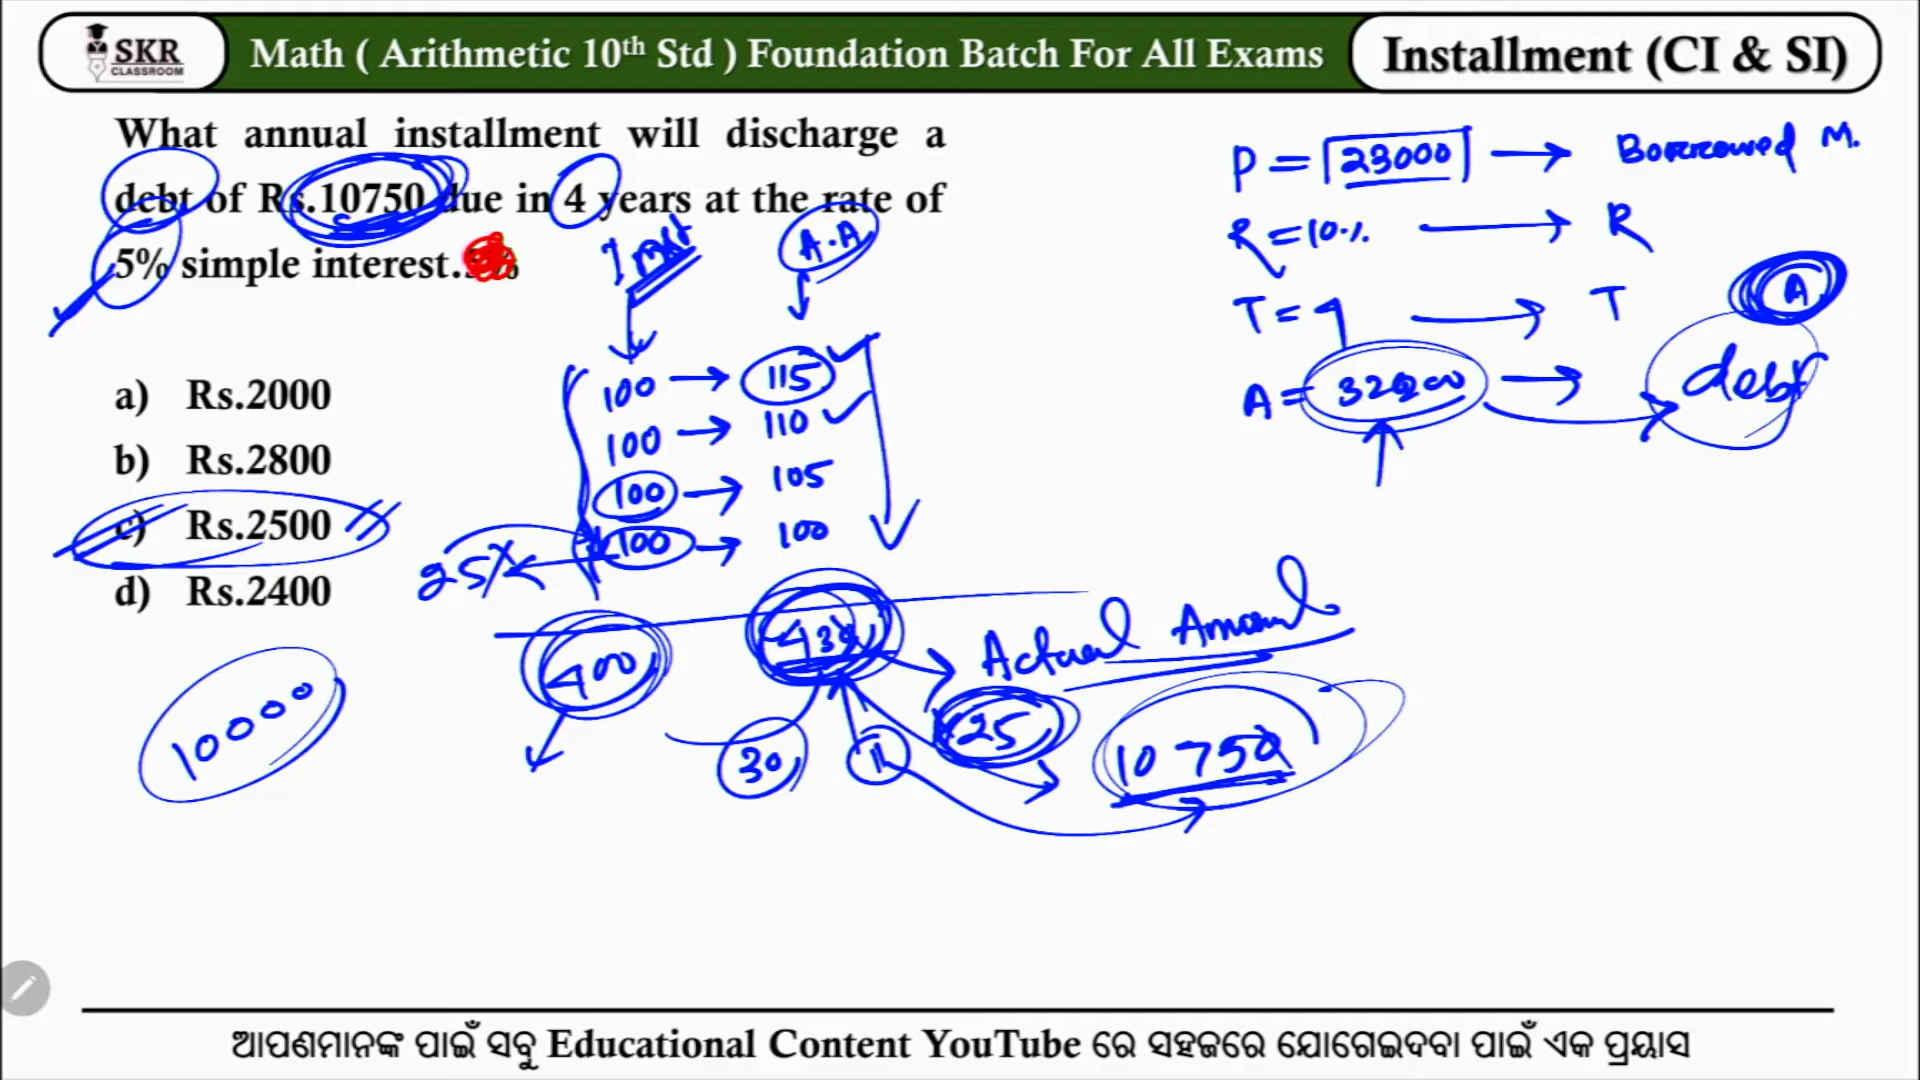 SKR
CLASSROOM
Math ( Arithmetic 10th Std ) Foundation Batch For All Exams
Installment (CI & SI)
What annual installment will discharge a
debt of Rs.10750 due in 4 years at the rate of
5% simple interest.
a) Rs.2000
b) Rs.2800
c) Rs.2500
d) Rs.2400
Inst
A.A
100 → 115
100 → 110
100 → 105
100 → 100
25%
400
430
Actual Amount
30
1
25
10750
10000
P = 23000 → Borrowed M.
R = 10% → R
T = 4 → T
A
A = 32200 → debt
ଆପଣମାନଙ୍କ ପାଇଁ ସବୁ Educational Content YouTube ରେ ସହଜରେ ଯୋଗେଇଦବା ପାଇଁ ଏକ ପ୍ରୟାସ